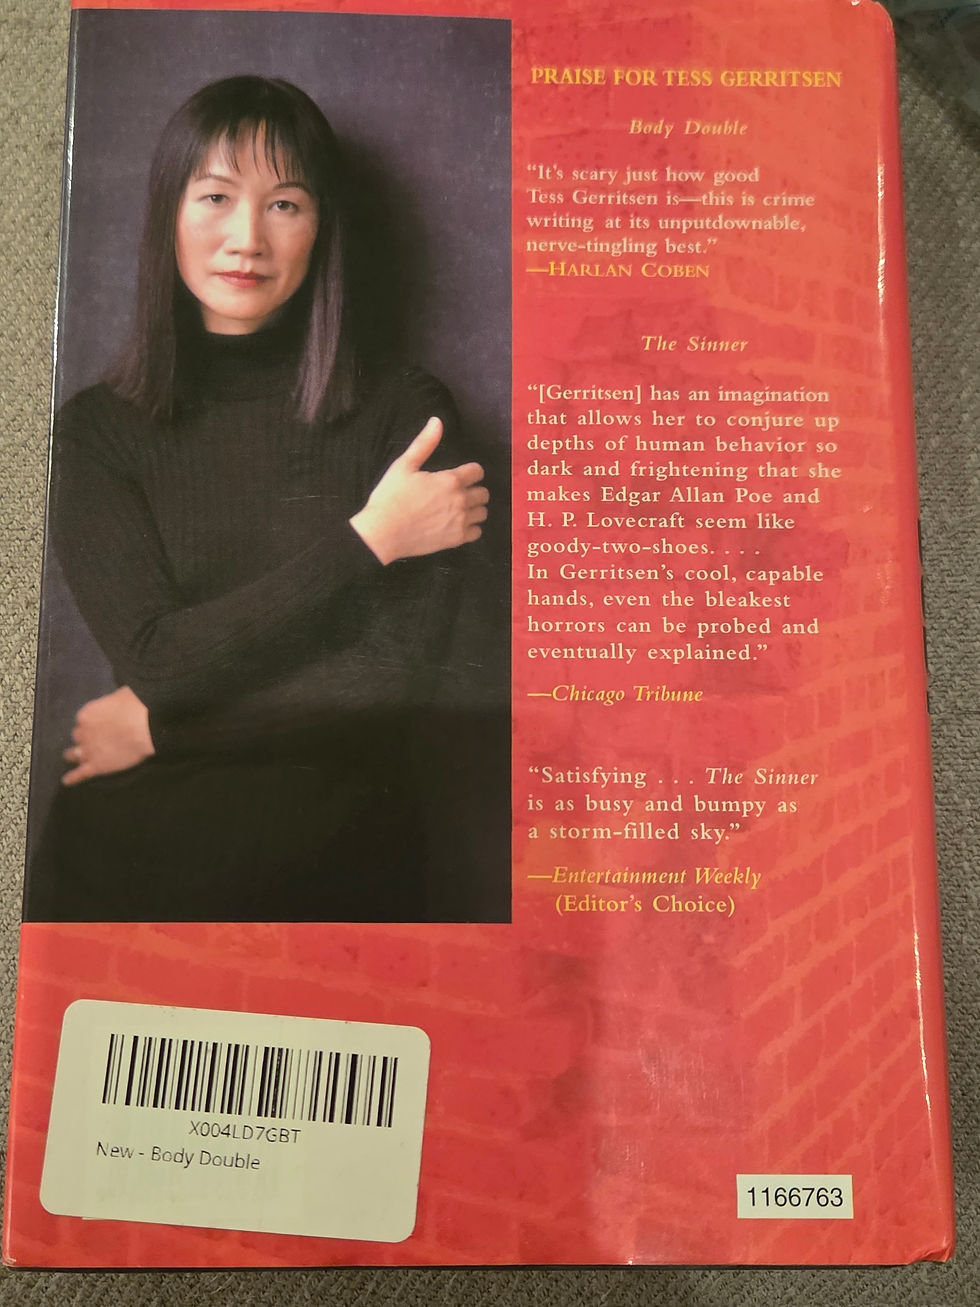 PRAISE FOR TESS GERRITSEN
Body Double
“It’s scary just how good
Tess Gerritsen is—this is crime
writing at its unputdownable,
nerve-tingling best.”
—HARLAN COBEN
The Sinner
“[Gerritsen] has an imagination
that allows her to conjure up
depths of human behavior so
dark and frightening that she
makes Edgar Allan Poe and
H. P. Lovecraft seem like
goody-two-shoes. . . .
In Gerritsen’s cool, capable
hands, even the bleakest
horrors can be probed and
eventually explained.”
—Chicago Tribune
“Satisfying . . . The Sinner
is as busy and bumpy as
a storm-filled sky.”
—Entertainment Weekly
(Editor’s Choice)
X004LD7GBT
New - Body Double
1166763